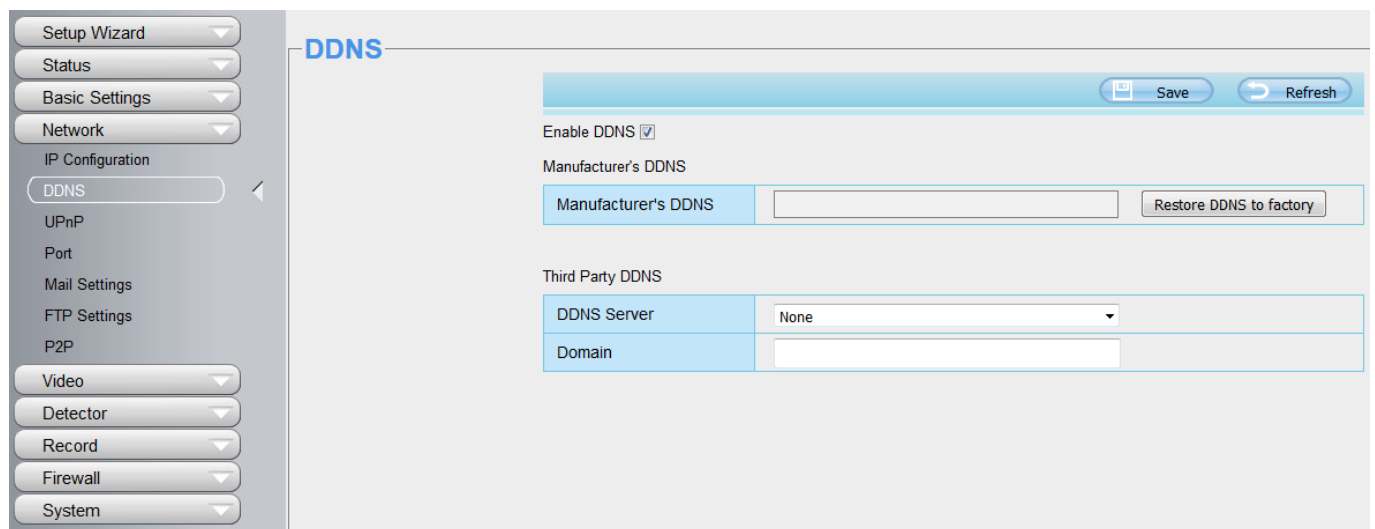 Setup Wizard
Status
Basic Settings
Network
IP Configuration
DDNS
UPnP
Port
Mail Settings
FTP Settings
P2P
Video
Detector
Record
Firewall
System
DDNS
Save Refresh
Enable DDNS
Manufacturer's DDNS
Manufacturer's DDNS Restore DDNS to factory
Third Party DDNS
DDNS Server None
Domain